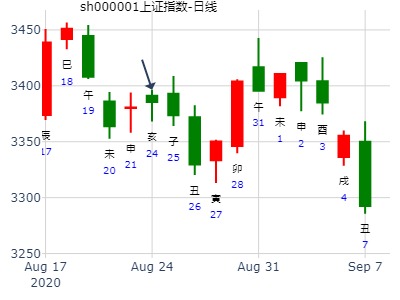 sh000001上证指数-日线
3450
3400
3350
3300
3250
辰
17
巳
18
午
19
未
20
申
21
亥
24
子
25
丑
26
寅
27
卯
28
午
31
未
1
申
2
酉
3
戌
4
丑
7
Aug 17
2020
Aug 24
Aug 31
Sep 7